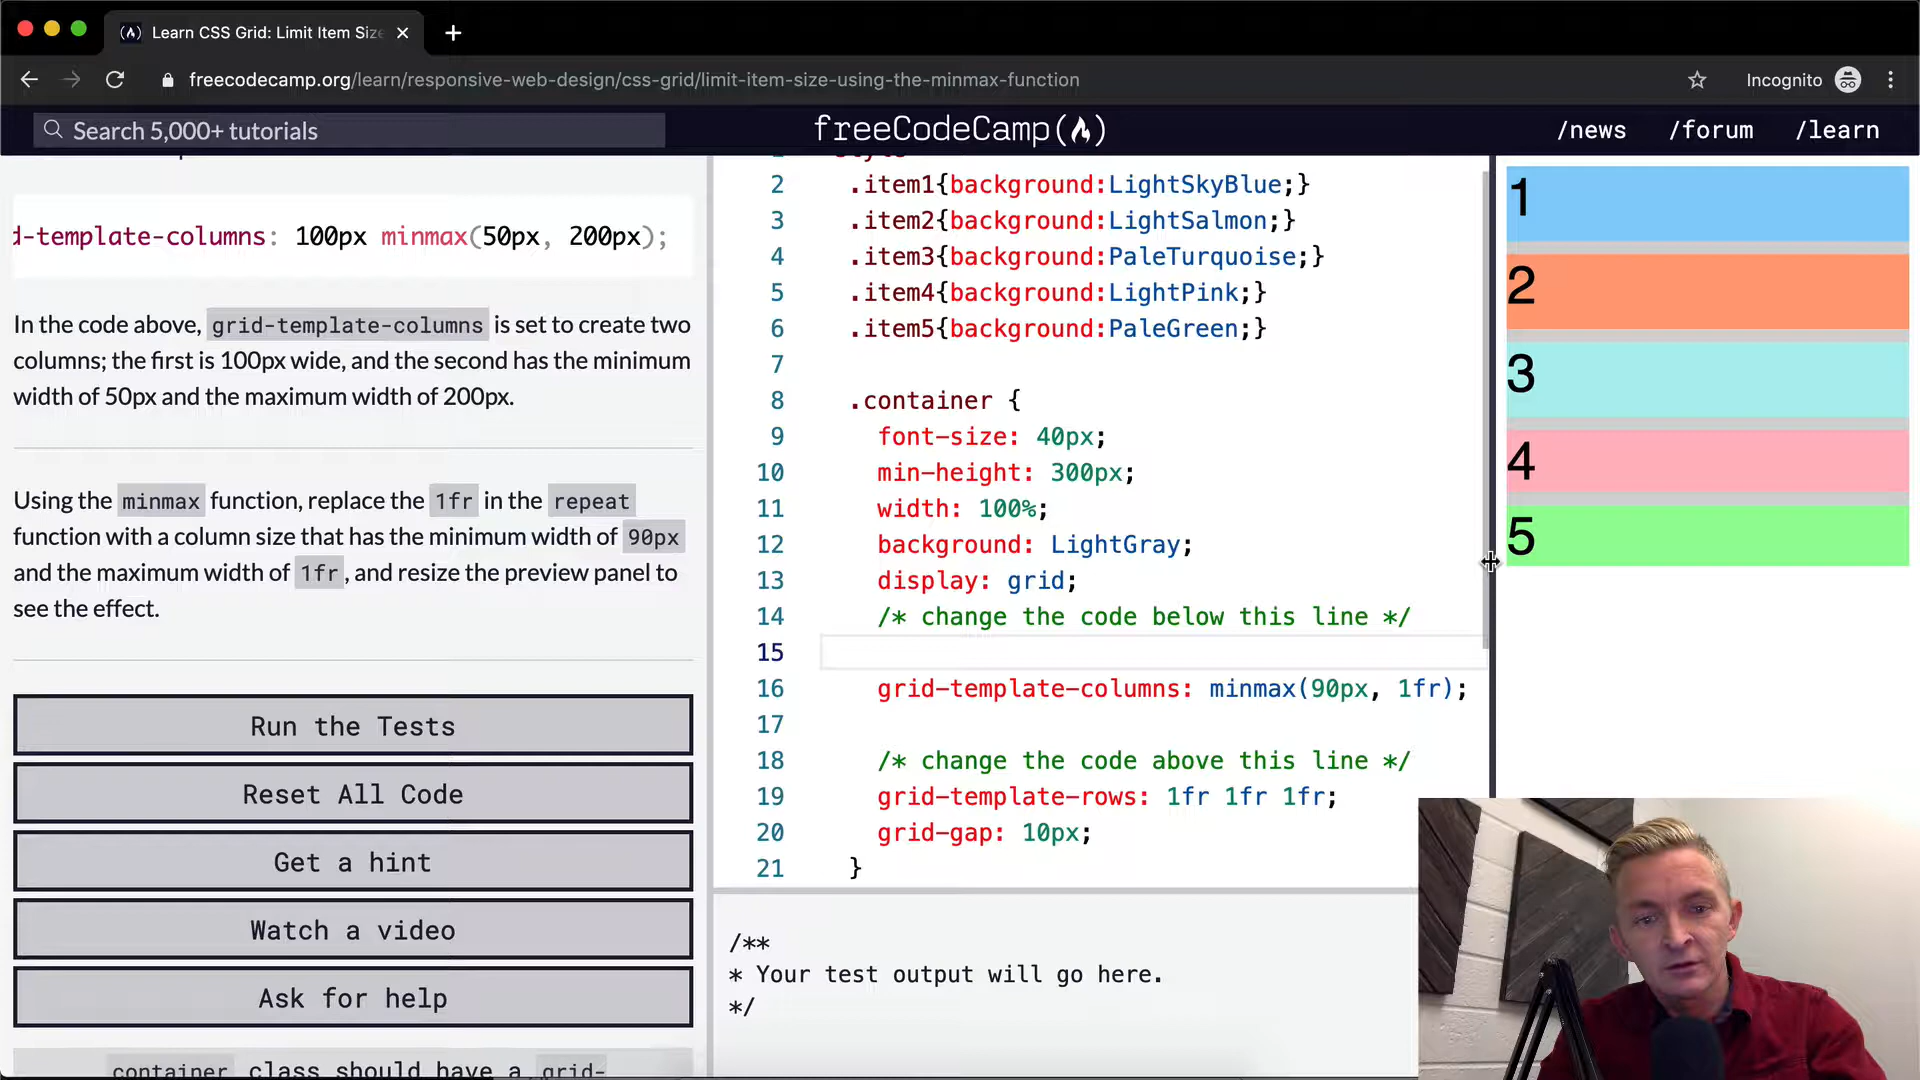 Learn CSS Grid: Limit Item Size
freecodecamp.org/learn/responsive-web-design/css-grid/limit-item-size-using-the-minmax-function
Incognito
Search 5,000+ tutorials
freeCodeCamp
/news
/forum
/learn
d-template-columns: 100px minmax(50px, 200px);
In the code above, grid-template-columns is set to create two
columns; the first is 100px wide, and the second has the minimum
width of 50px and the maximum width of 200px.
Using the minmax function, replace the 1fr in the repeat
function with a column size that has the minimum width of 90px
and the maximum width of 1fr, and resize the preview panel to
see the effect.
Run the Tests
Reset All Code
Get a hint
Watch a video
Ask for help
container class should have a grid-
2 .item1{background:LightSkyBlue;}
3 .item2{background:LightSalmon;}
4 .item3{background:PaleTurquoise;}
5 .item4{background:LightPink;}
6 .item5{background:PaleGreen;}
7
8 .container {
9 font-size: 40px;
10 min-height: 300px;
11 width: 100%;
12 background: LightGray;
13 display: grid;
14 /* change the code below this line */
15
16 grid-template-columns: minmax(90px, 1fr);
17
18 /* change the code above this line */
19 grid-template-rows: 1fr 1fr 1fr;
20 grid-gap: 10px;
21 }
/**
* Your test output will go here.
*/
1
2
3
4
5